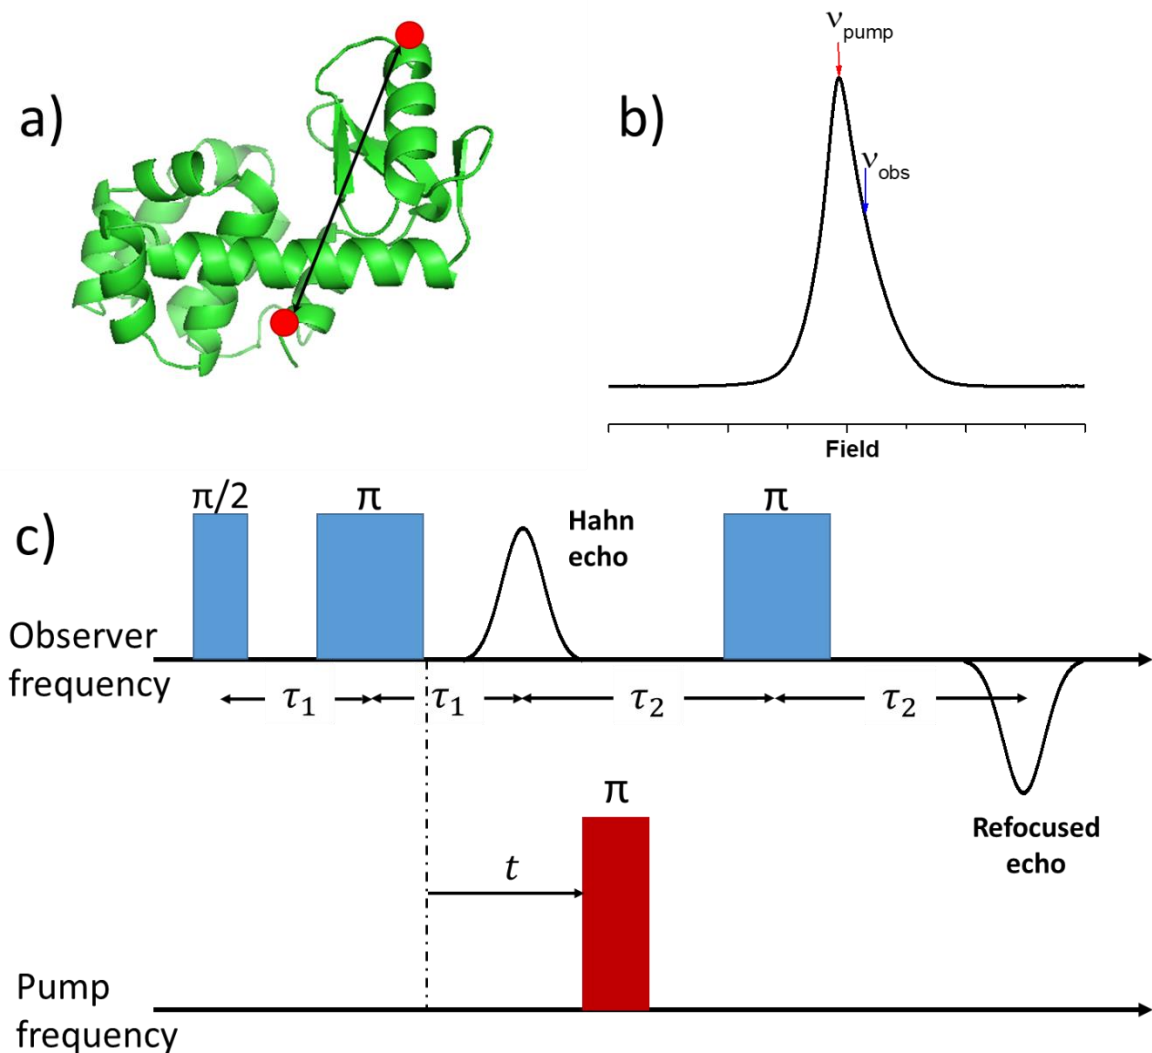 a)
b)
νpump
νobs
Field
c)
π/2
π
Hahn
echo
π
Observer
frequency
τ1
τ1
τ2
τ2
π
Refocused
echo
t
Pump
frequency